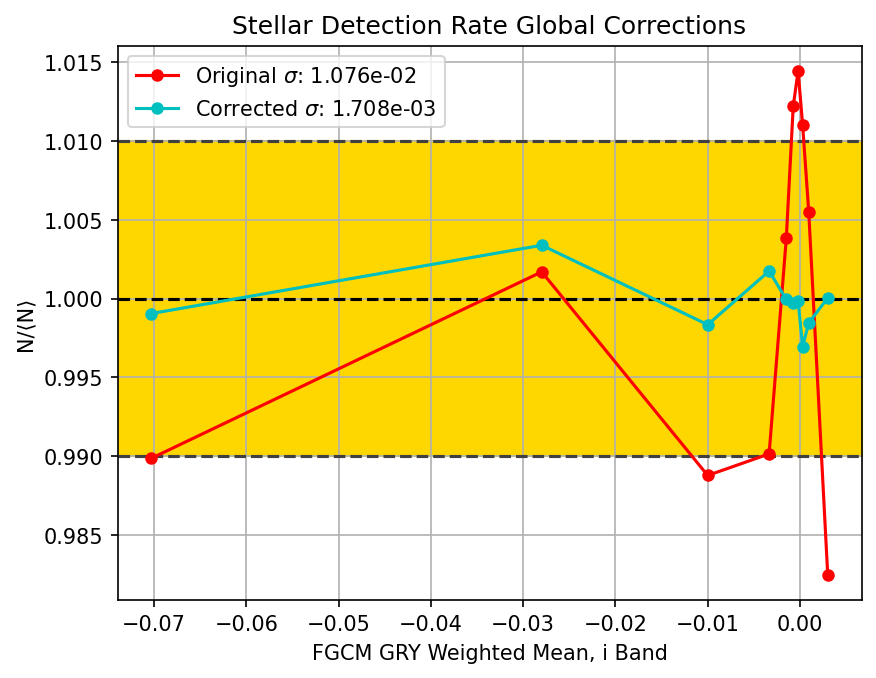 Stellar Detection Rate Global Corrections
Original σ: 1.076e-02
Corrected σ: 1.708e-03
1.015
1.010
1.005
1.000
0.995
0.990
0.985
N/⟨N⟩
−0.07 −0.06 −0.05 −0.04 −0.03 −0.02 −0.01 0.00
FGCM GRY Weighted Mean, i Band